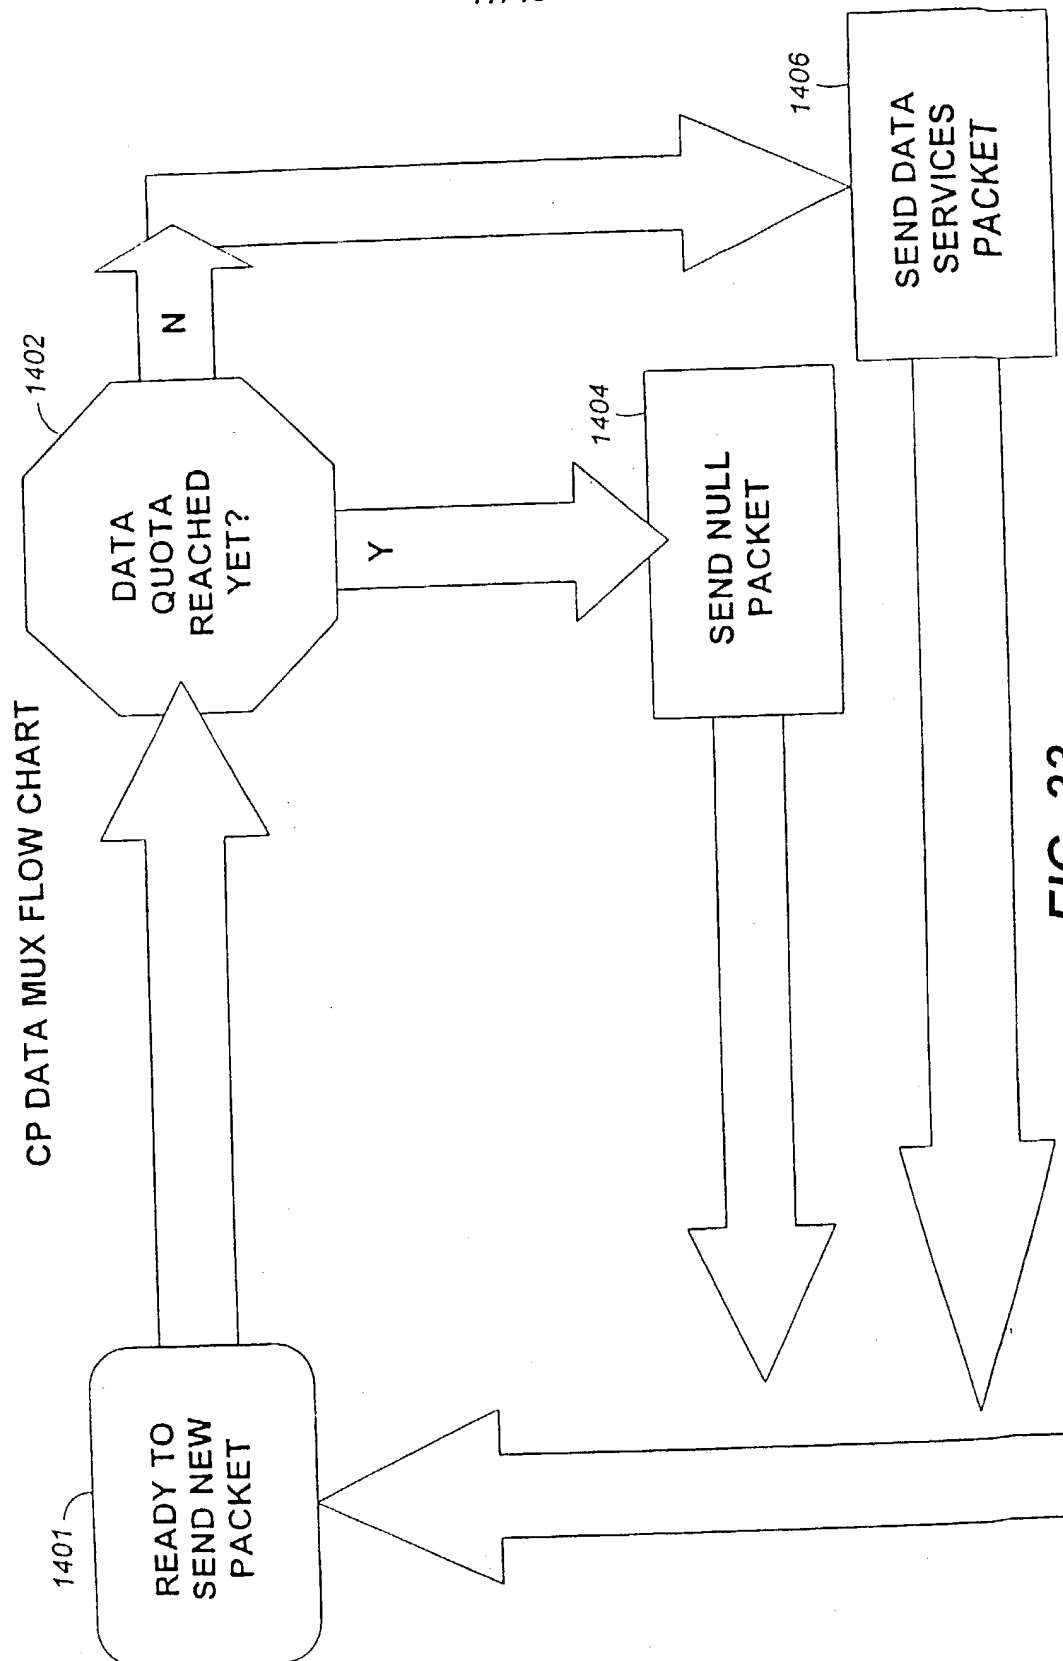 CP DATA MUX FLOW CHART
1401
READY TO
SEND NEW
PACKET
1402
DATA
QUOTA
REACHED
YET?
N
Y
1404
SEND NULL
PACKET
1406
SEND DATA
SERVICES
PACKET